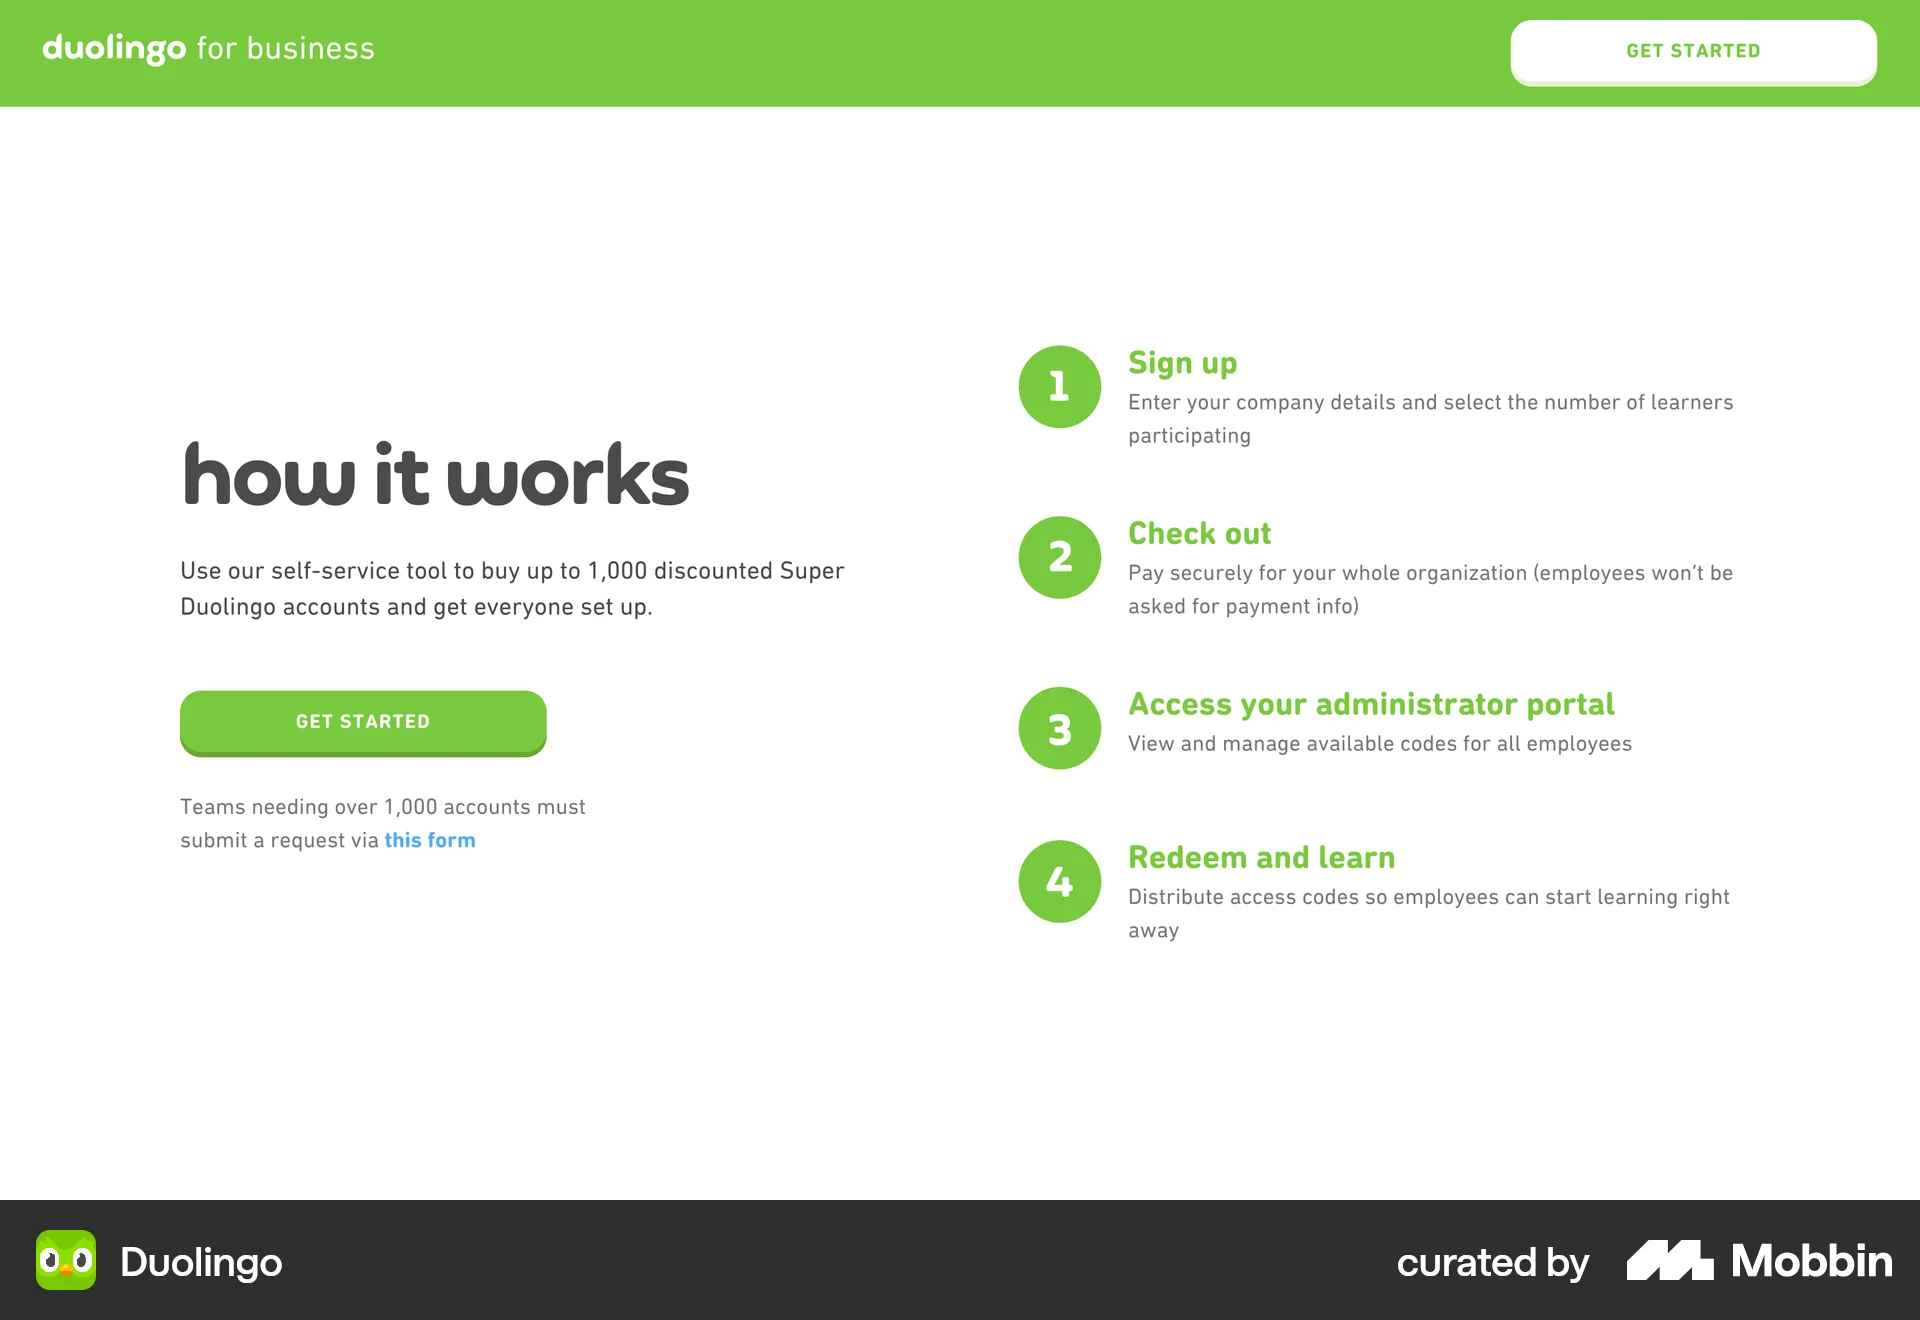 duolingo for business
GET STARTED
how it works
Use our self-service tool to buy up to 1,000 discounted Super
Duolingo accounts and get everyone set up.
GET STARTED
Teams needing over 1,000 accounts must
submit a request via this form
1
Sign up
Enter your company details and select the number of learners
participating
2
Check out
Pay securely for your whole organization (employees won’t be
asked for payment info)
3
Access your administrator portal
View and manage available codes for all employees
4
Redeem and learn
Distribute access codes so employees can start learning right
away
Duolingo
curated by Mobbin